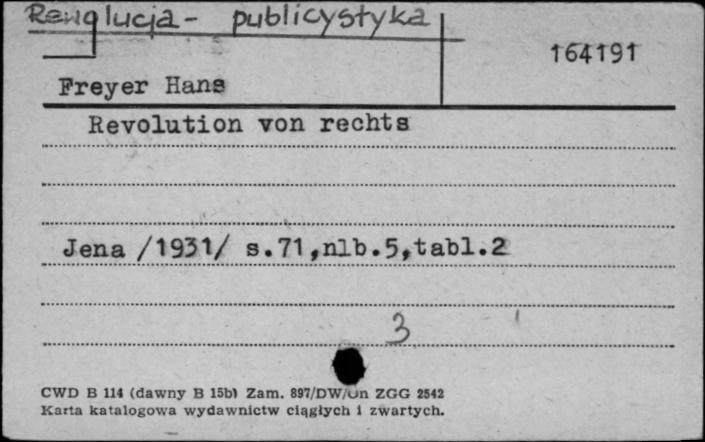 Rewolucja - publicystyka
164191
Freyer Hans
Revolution von rechts
Jena /1931/ s.71,nlb.5,tabl.2
3
CWD B 114 (dawny B 15b) Zam. 897/DW/Un ZGG 2542
Karta katalogowa wydawnictw ciągłych i zwartych.